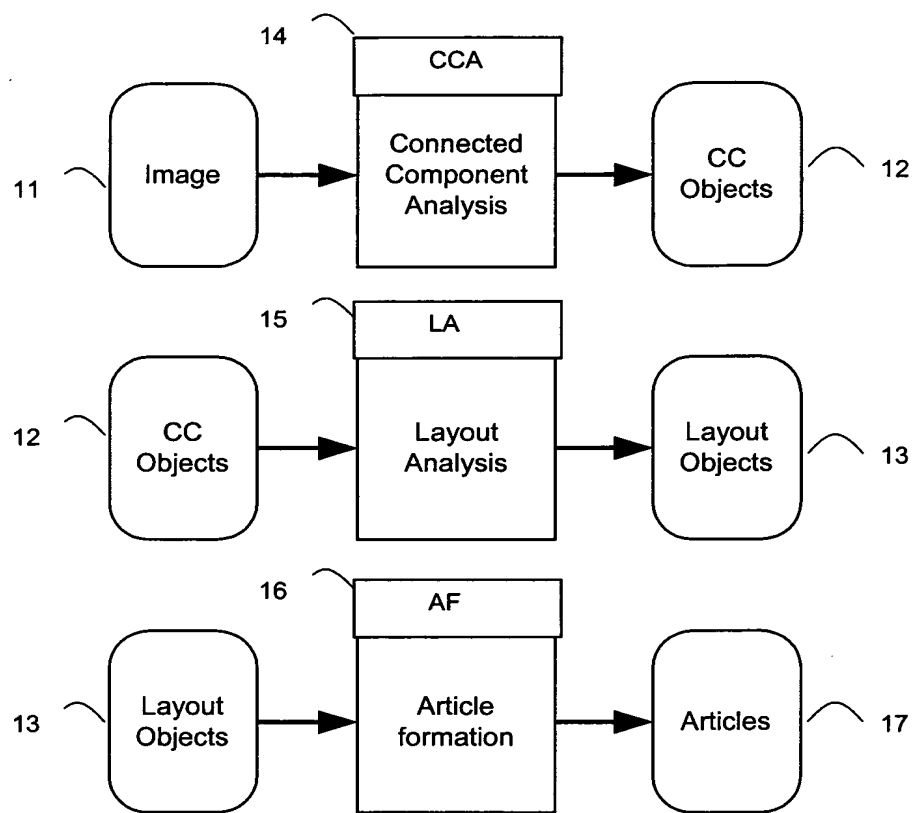 14
CCA
11
Image
Connected
Component
Analysis
CC
Objects
12
15
LA
12
CC
Objects
Layout
Analysis
Layout
Objects
13
16
AF
13
Layout
Objects
Article
formation
Articles
17